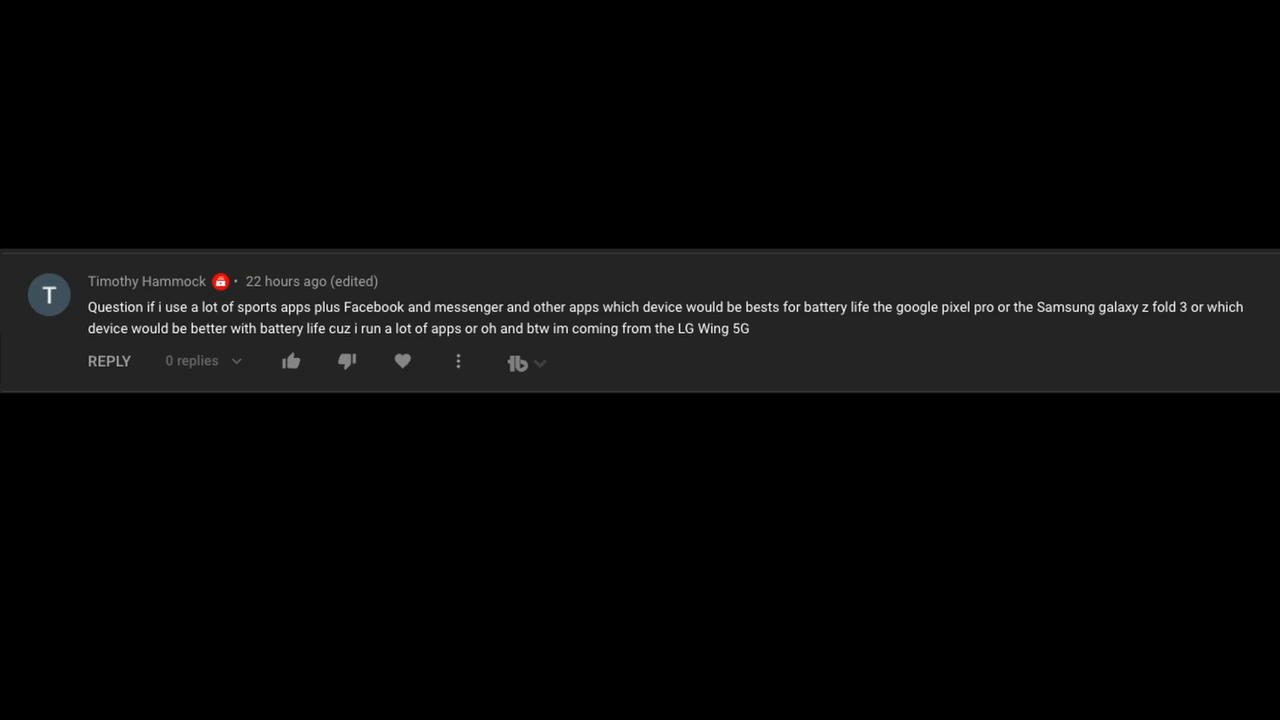 T
Timothy Hammock • 22 hours ago (edited)
Question if i use a lot of sports apps plus Facebook and messenger and other apps which device would be bests for battery life the google pixel pro or the Samsung galaxy z fold 3 or which
device would be better with battery life cuz i run a lot of apps or oh and btw im coming from the LG Wing 5G
REPLY 0 replies